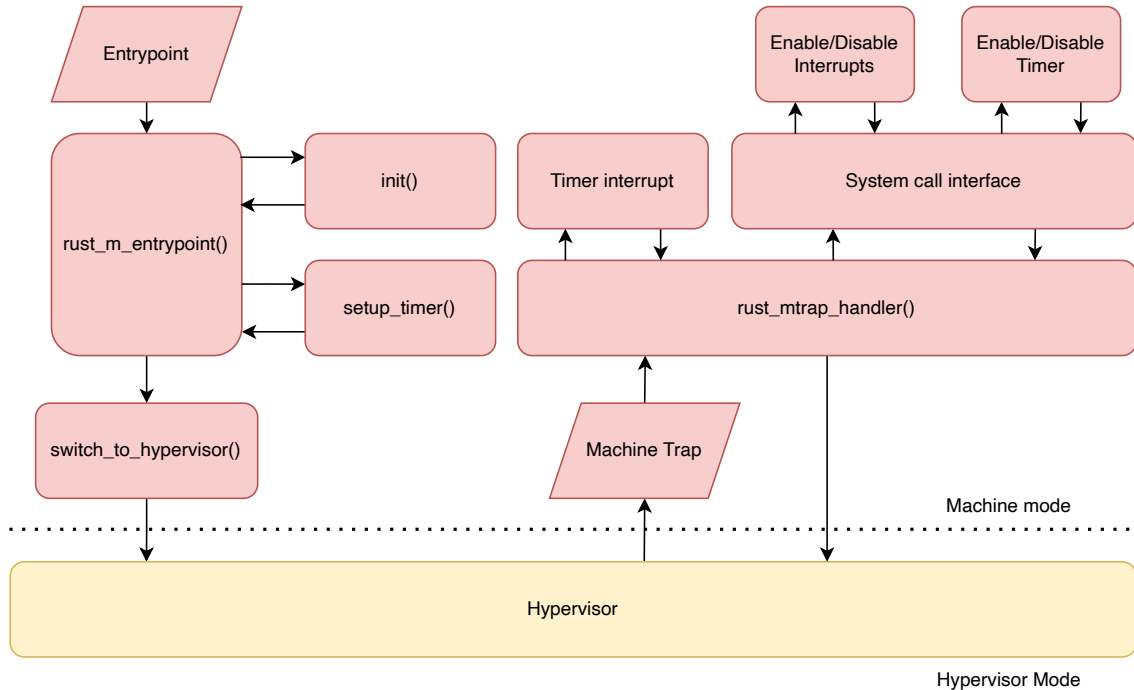 Entrypoint
Enable/Disable
Interrupts
Enable/Disable
Timer
rust_m_entrypoint()
init()
setup_timer()
Timer interrupt
System call interface
rust_mtrap_handler()
switch_to_hypervisor()
Machine Trap
Machine mode
Hypervisor
Hypervisor Mode